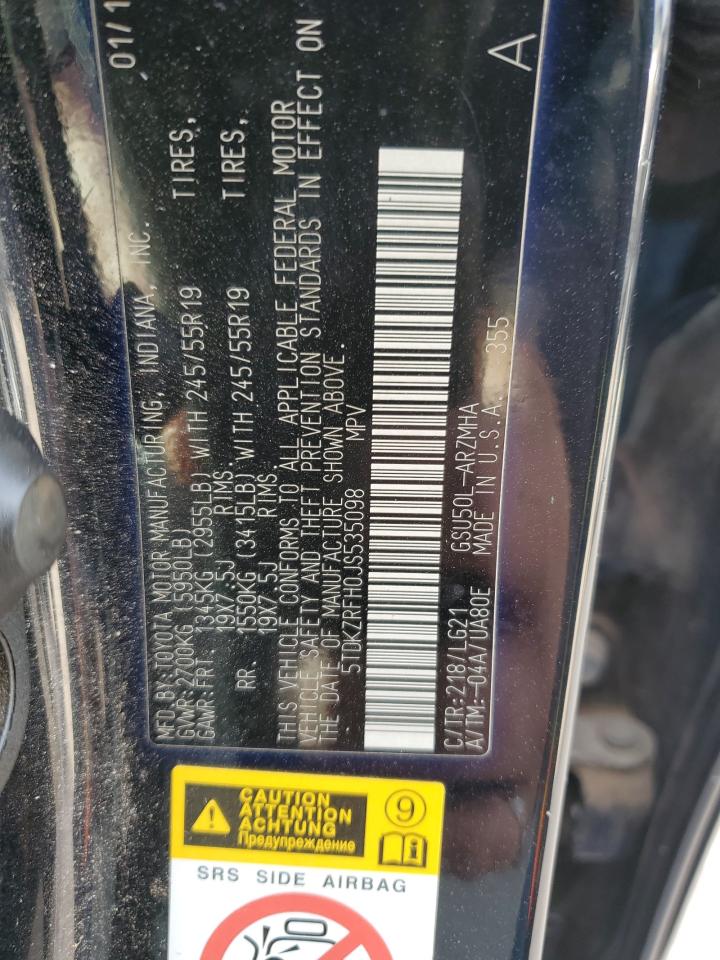 MFD.BY:TOYOTA MOTOR MANUFACTURING, INDIANA, INC. 01/1
GVWR:2700KG (5950LB)
GAWR:FRT. 1345KG (2955LB) WITH 245/55R19 TIRES,
19X7.5J RIMS.
RR. 1550KG (3415LB) WITH 245/55R19 TIRES,
19X7.5J RIMS.
THIS VEHICLE CONFORMS TO ALL APPLICABLE FEDERAL MOTOR
VEHICLE SAFETY AND THEFT PREVENTION STANDARDS IN EFFECT ON
THE DATE OF MANUFACTURE SHOWN ABOVE.
5TDKZRFH0JS535098 MPV
C/TR:218/LG21 GSU50L-ARZMHA
A/TM:-04A/UA80E MADE IN U.S.A. 355
A
CAUTION
ATTENTION
ACHTUNG
Предупреждение
9
SRS SIDE AIRBAG